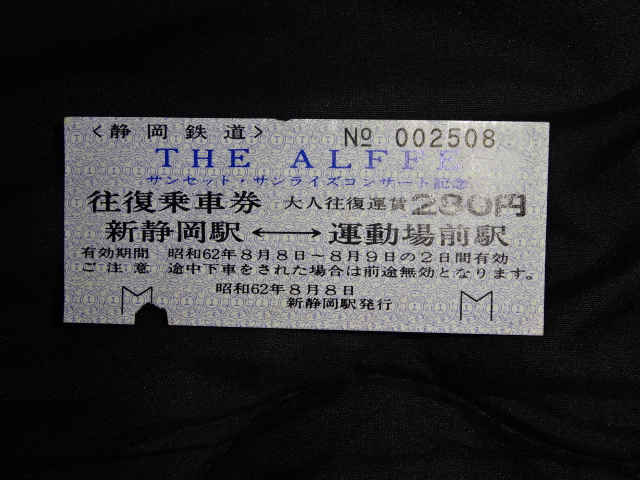 <静岡鉄道> № 002508
THE ALFEE
サンセット・サンライズコンサート記念
往復乗車券 大人往復運賃 280円
新静岡駅 ←→ 運動場前駅
有効期間 昭和62年8月8日~8月9日の2日間有効
ご注意 途中下車をされた場合は前途無効となります。
昭和62年8月8日
新静岡駅発行